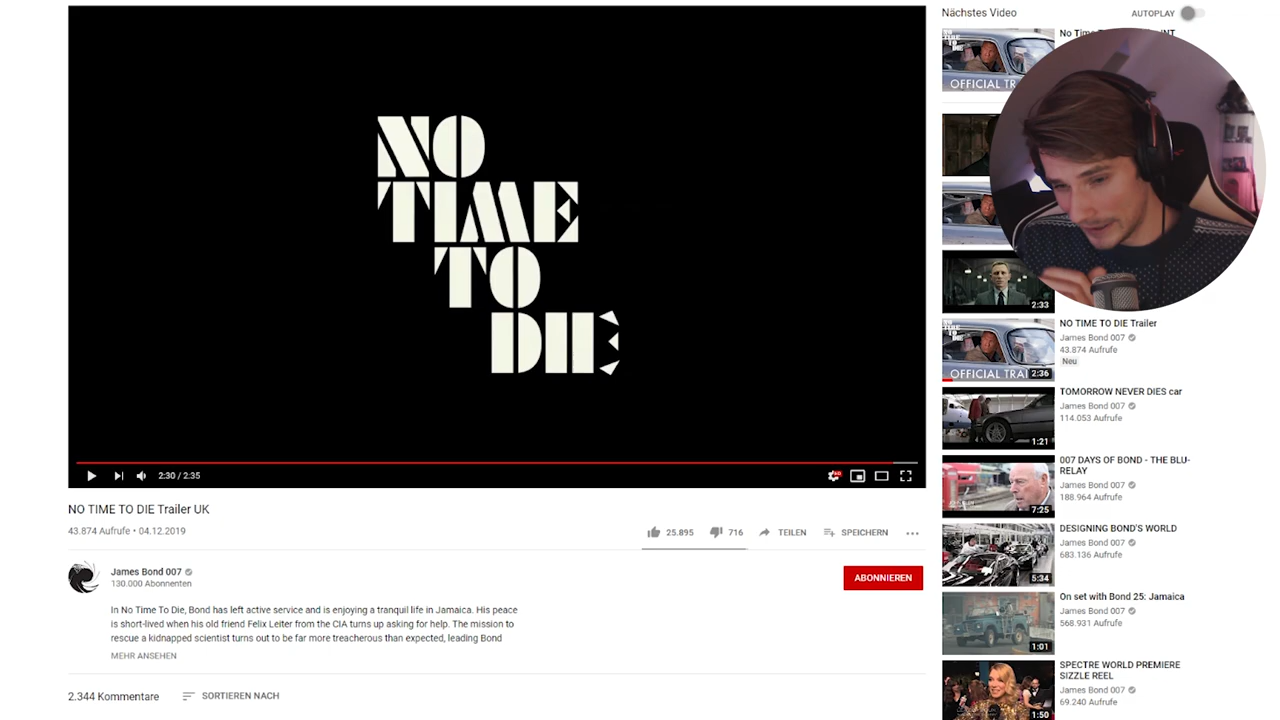 Nächstes Video
AUTOPLAY
NO
TIME
TO
DIE
2:30 / 2:35
NO TIME TO DIE Trailer UK
43.874 Aufrufe • 04.12.2019
25.895
716
TEILEN
SPEICHERN
James Bond 007
130.000 Abonnenten
ABONNIEREN
In No Time To Die, Bond has left active service and is enjoying a tranquil life in Jamaica. His peace
is short-lived when his old friend Felix Leiter from the CIA turns up asking for help. The mission to
rescue a kidnapped scientist turns out to be far more treacherous than expected, leading Bond
MEHR ANSEHEN
2.344 Kommentare
SORTIEREN NACH
No
OFFICIAL
2:33
NO TIME TO DIE
OFFICIAL
2:36
NO TIME TO DIE Trailer
James Bond 007
43.874 Aufrufe
Neu
1:21
TOMORROW NEVER DIES car
James Bond 007
114.053 Aufrufe
7:25
007 DAYS OF BOND - THE BLU-
RELAY
James Bond 007
188.964 Aufrufe
5:34
DESIGNING BOND'S WORLD
James Bond 007
683.136 Aufrufe
1:01
On set with Bond 25: Jamaica
James Bond 007
568.931 Aufrufe
1:50
SPECTRE WORLD PREMIERE
SIZZLE REEL
James Bond 007
69.240 Aufrufe